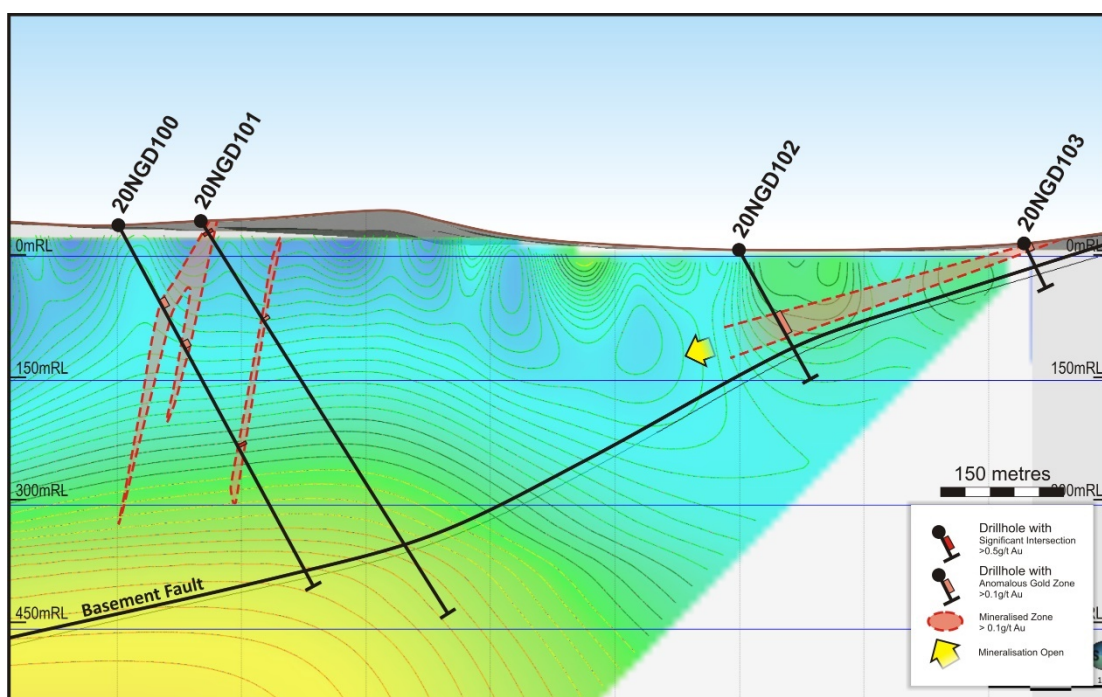 20NGD100
20NGD101
20NGD102
20NGD103
0mRL
0mRL
150mRL
150mRL
150 metres
300mRL
Basement Fault
450mRL
Drillhole with
Significant Intersection
>0.5g/t Au
Drillhole with
Anomalous Gold Zone
>0.1g/t Au
Mineralised Zone
> 0.1g/t Au
Mineralisation Open